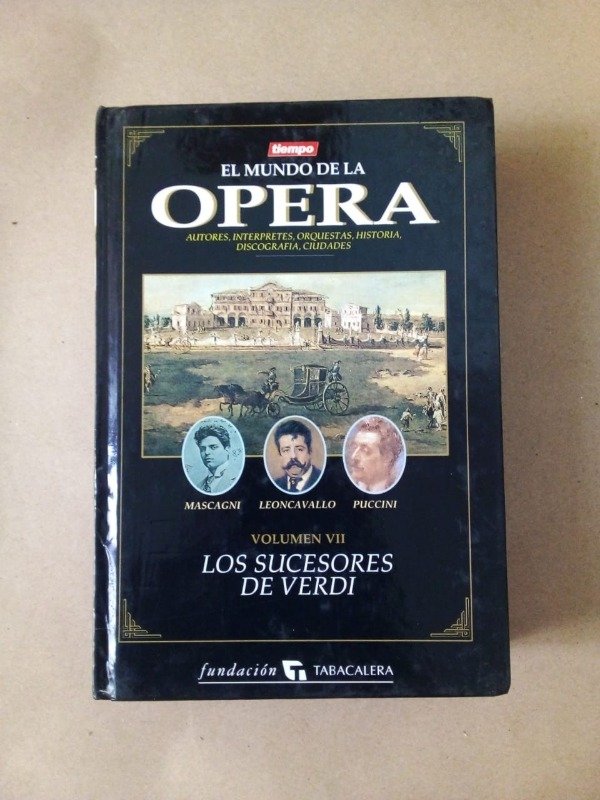 tiempo
EL MUNDO DE LA
OPERA
AUTORES, INTERPRETES, ORQUESTAS, HISTORIA,
DISCOGRAFIA, CIUDADES
MASCAGNI LEONCAVALLO PUCCINI
VOLUMEN VII
LOS SUCESORES
DE VERDI
fundación TABACALERA